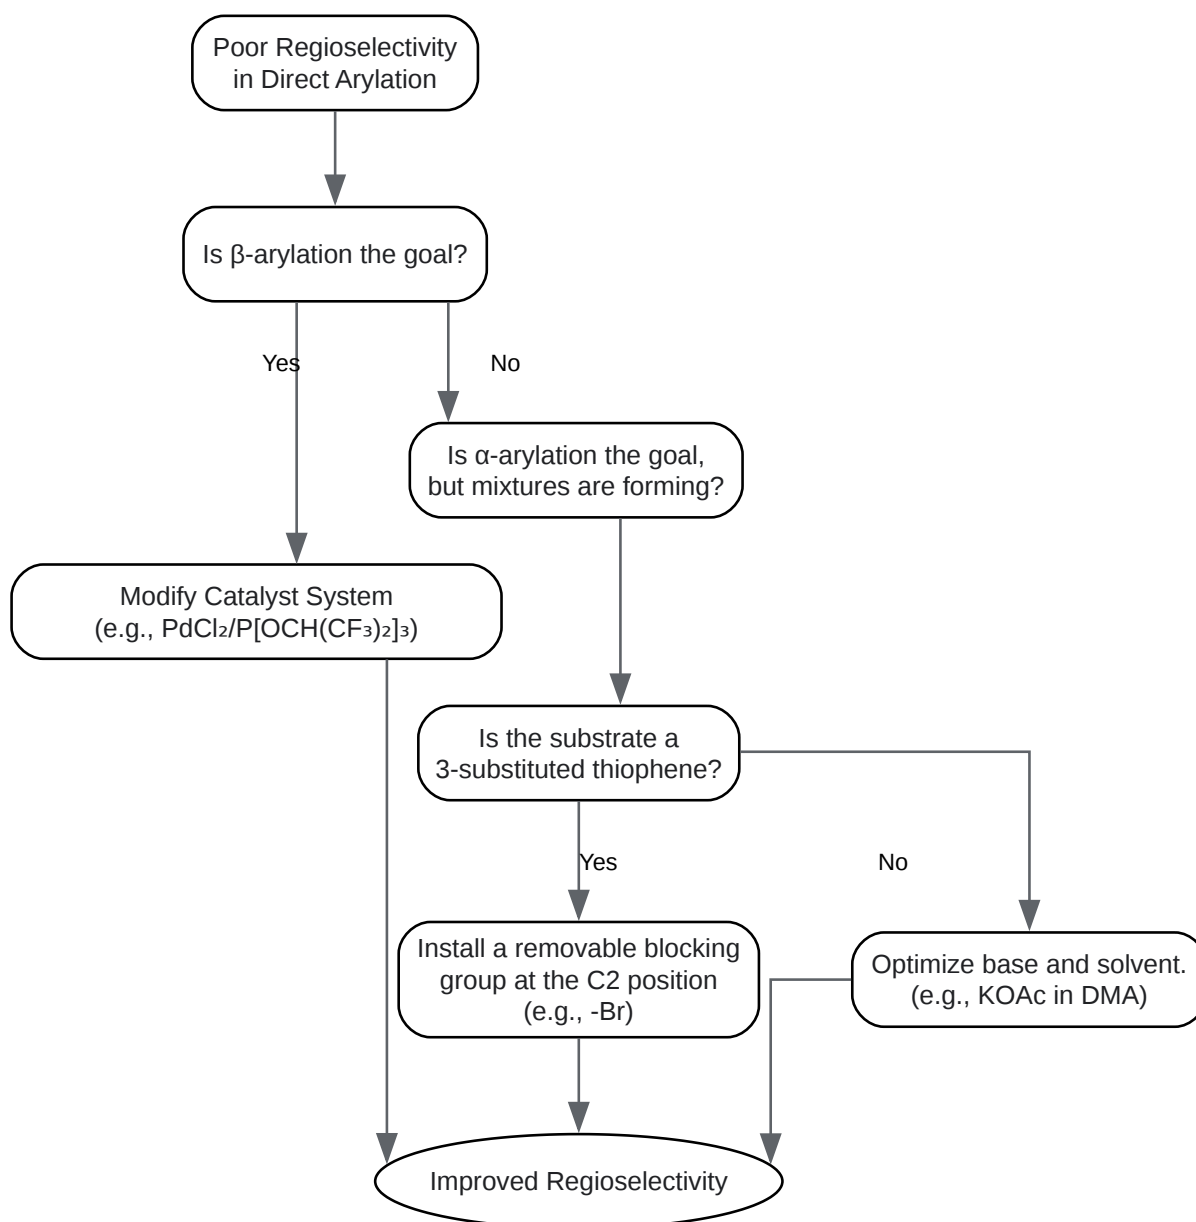 Poor Regioselectivity
in Direct Arylation
Is β-arylation the goal?
Yes
No
Is α-arylation the goal,
but mixtures are forming?
Modify Catalyst System
(e.g., PdCl₂/P[OCH(CF₃)₂]₃)
Is the substrate a
3-substituted thiophene?
Yes
No
Install a removable blocking
group at the C2 position
(e.g., -Br)
Optimize base and solvent.
(e.g., KOAc in DMA)
Improved Regioselectivity